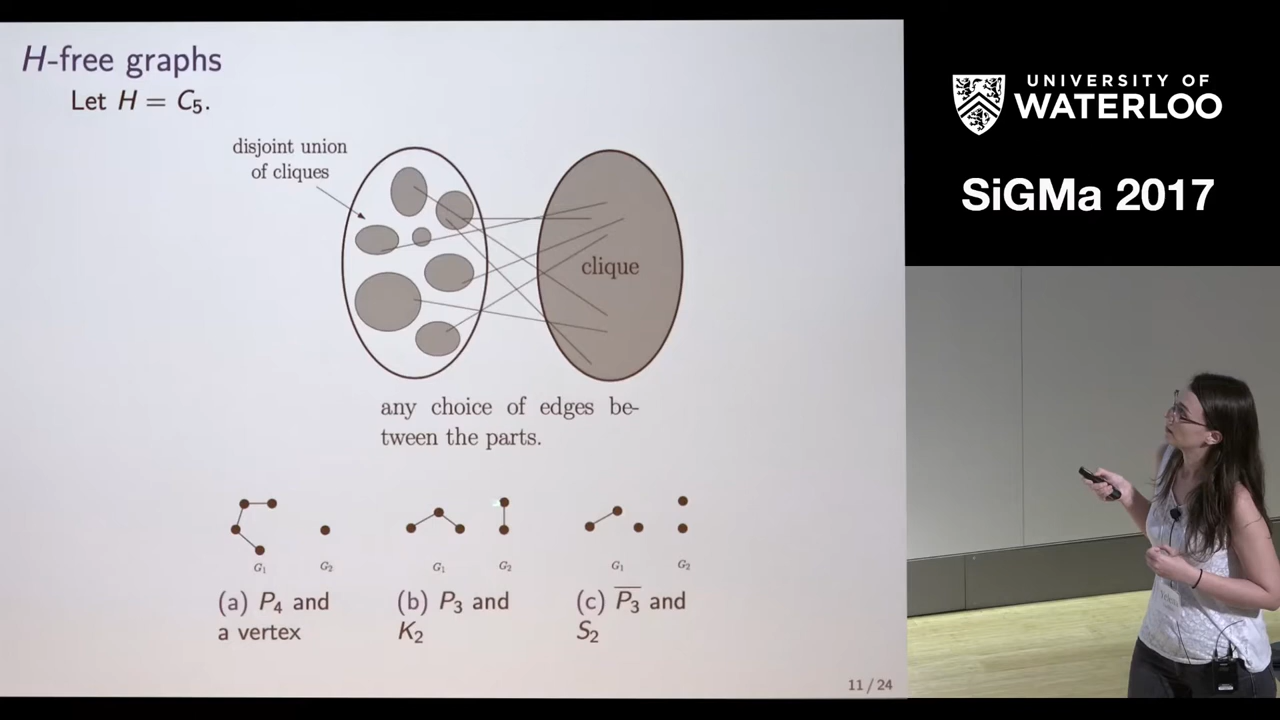 H-free graphs
Let H = C₅.
disjoint union
of cliques
clique
any choice of edges be-
tween the parts.
G₁
G₂
G₁
G₂
G₁
G₂
(a) P₄ and
a vertex
(b) P₃ and
K₂
(c) P̅₃̅ and
S₂
11 / 24
UNIVERSITY OF
WATERLOO
SiGMa 2017